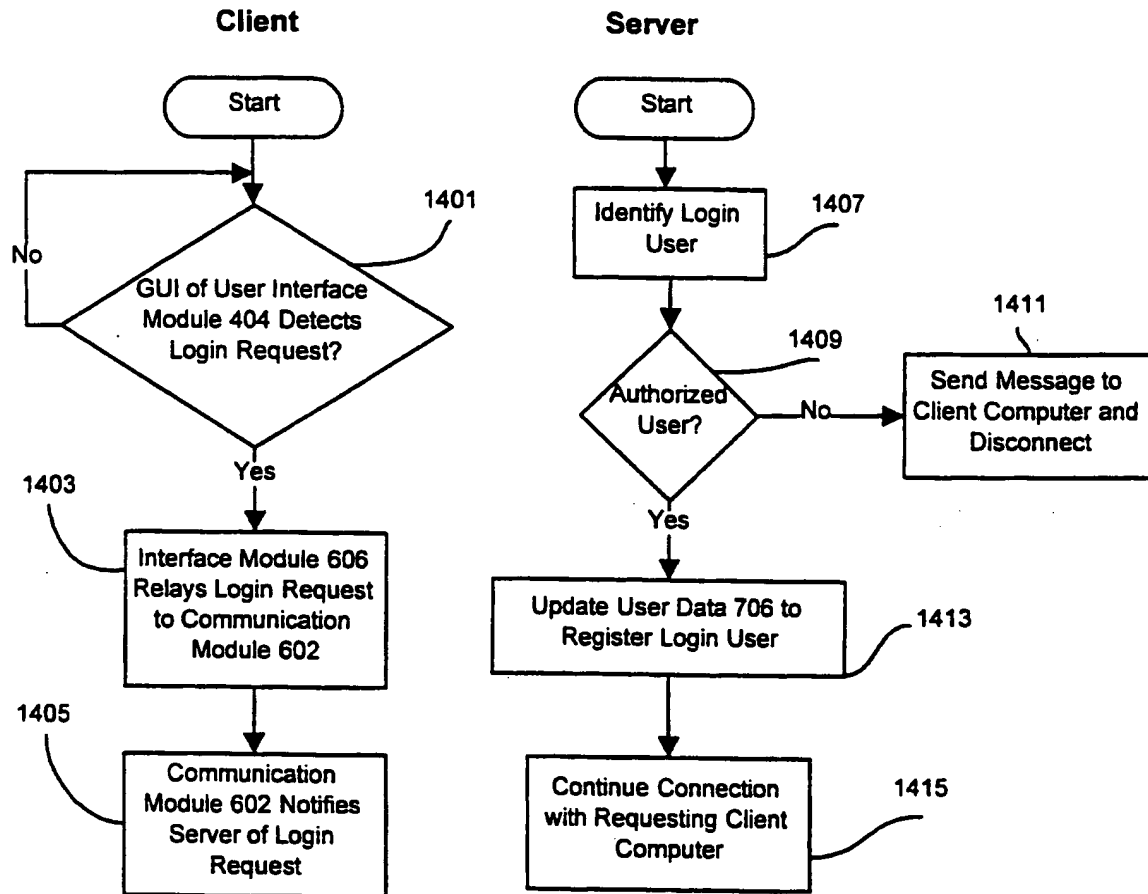 Client
Server
Start
Start
1401
1407
Identify Login
User
No
GUI of User Interface
Module 404 Detects
Login Request?
1411
1409
Authorized
User?
No
Send Message to
Client Computer and
Disconnect
Yes
1403
Yes
Interface Module 606
Relays Login Request
to Communication
Module 602
Update User Data 706 to
Register Login User
1413
1405
Communication
Module 602 Notifies
Server of Login
Request
Continue Connection
with Requesting Client
Computer
1415